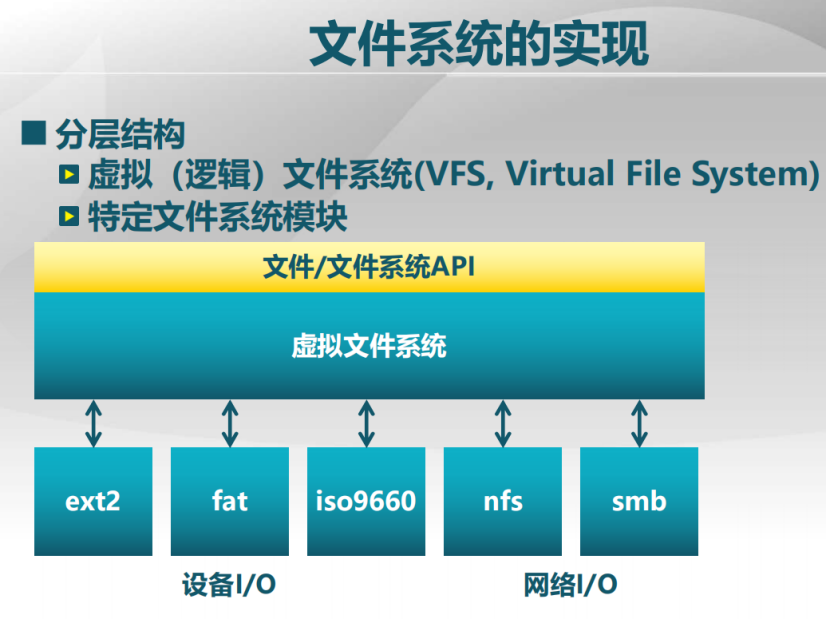 文件系统的实现
分层结构
虚拟（逻辑）文件系统(VFS, Virtual File System)
特定文件系统模块
文件/文件系统API
虚拟文件系统
ext2 fat iso9660 nfs smb
设备I/O 网络I/O